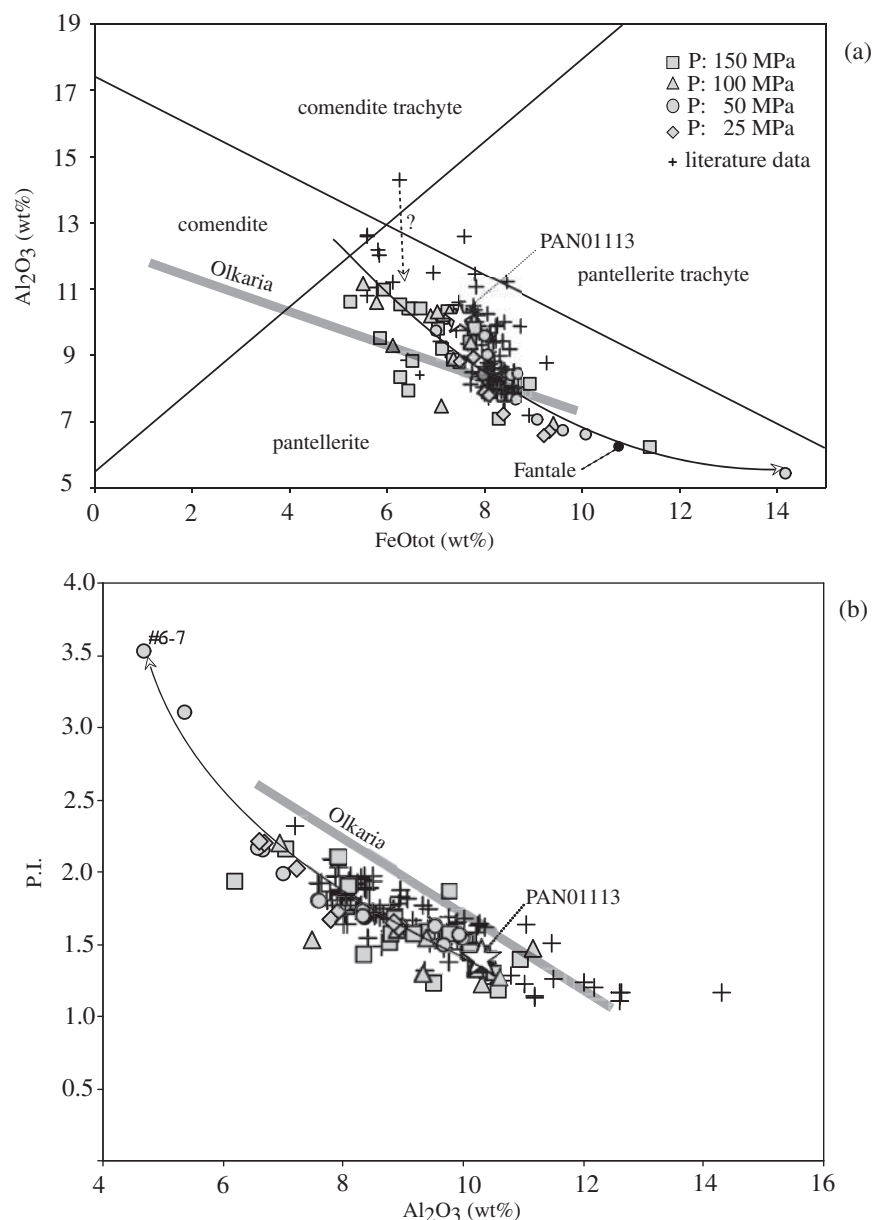 19
17
15
13
11
9
7
5
Al₂O₃ (wt%)
(a)
P: 150 MPa
P: 100 MPa
P: 50 MPa
P: 25 MPa
+ literature data
comendite trachyte
?
comendite
PAN01113
Olkaria
pantellerite trachyte
pantellerite
Fantale
0 2 4 6 8 10 12 14
FeOtot (wt%)
(b)
4.0
3.5
3.0
2.5
2.0
1.5
1.0
0.5
P.I.
#6-7
Olkaria
PAN01113
4 6 8 10 12 14 16
Al₂O₃ (wt%)